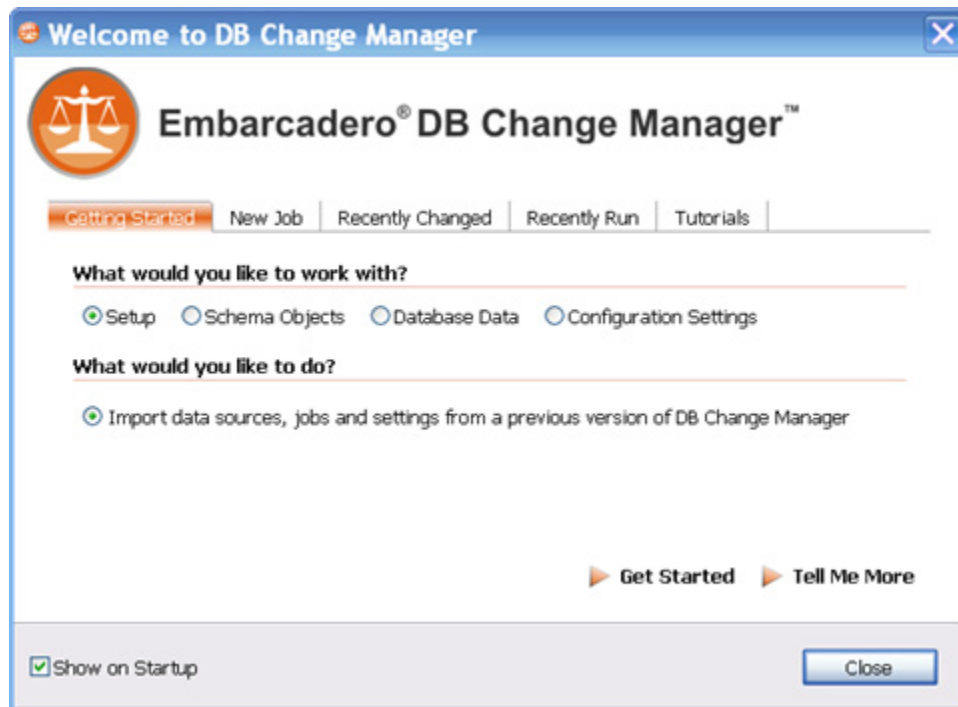 Welcome to DB Change Manager
Embarcadero® DB Change Manager™
Getting Started New Job Recently Changed Recently Run Tutorials
What would you like to work with?
Setup Schema Objects Database Data Configuration Settings
What would you like to do?
Import data sources, jobs and settings from a previous version of DB Change Manager
Get Started Tell Me More
Show on Startup Close